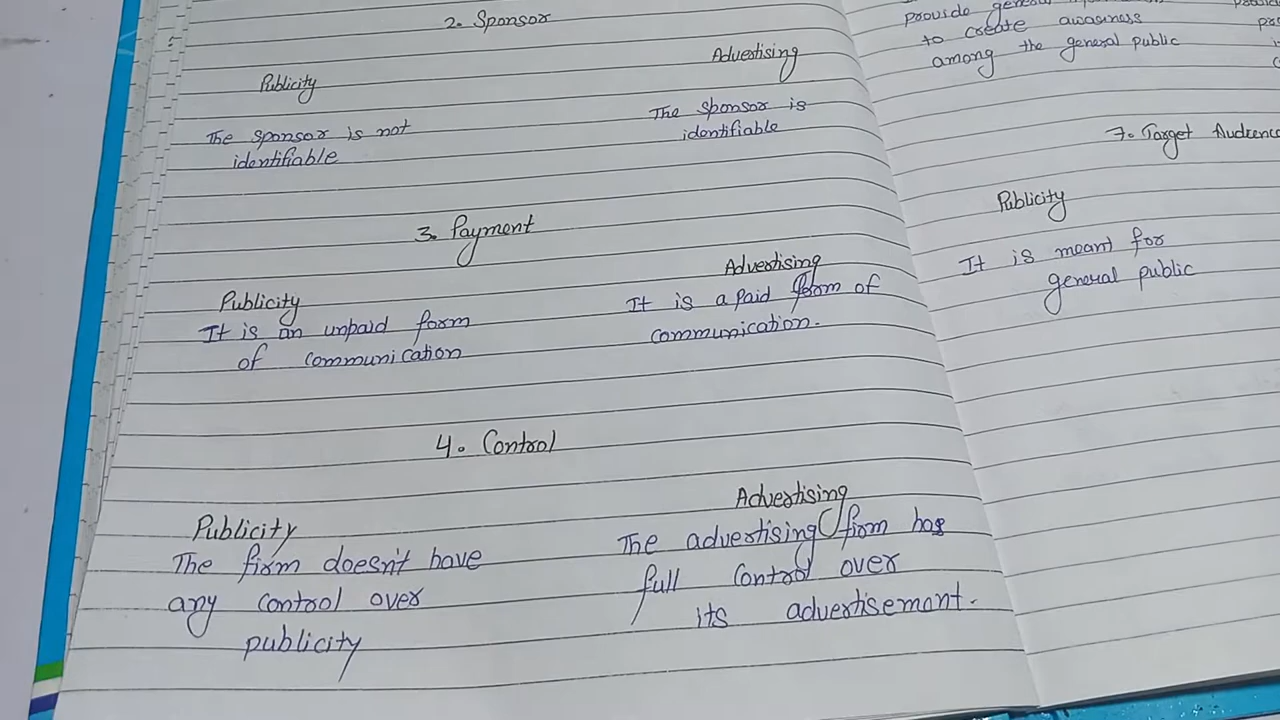 2. Sponsor
Publicity
Advertising
The sponsor is not
identifiable
The sponsor is
identifiable
3. Payment
Publicity
Advertising
It is an unpaid form
of communication
It is a paid form of
communication.
4. Control
Publicity
Advertising
The firm doesn't have
any control over
publicity
The advertising firm has
full control over
its advertisement.
provide
to create awasness
among the general public
7. Target Audience
Publicity
It is meant for
general public